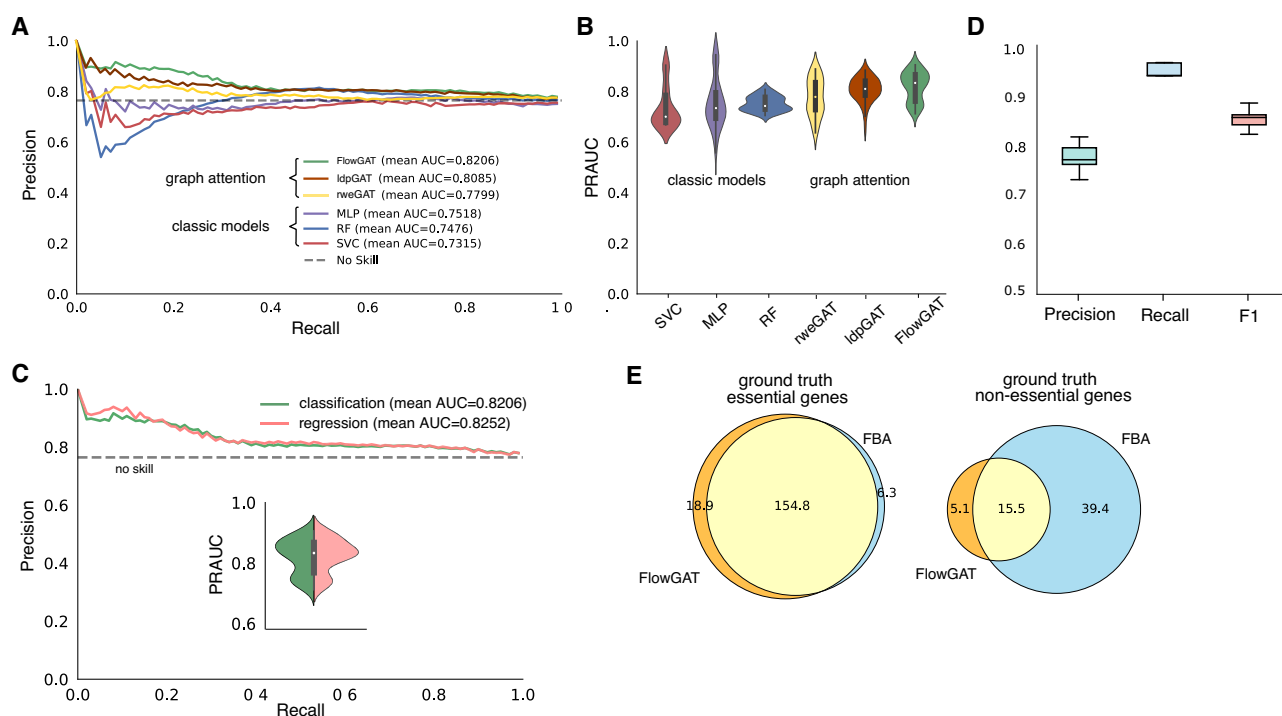 A
1.0
0.8
0.6
0.4
0.2
0.0
Precision
0.0
0.2
0.4
0.6
0.8
1 0
Recall
graph attention
classic models
FlowGAT (mean AUC=0.8206)
ldpGAT (mean AUC=0.8085)
rweGAT (mean AUC=0.7799)
MLP (mean AUC=0.7518)
RF (mean AUC=0.7476)
SVC (mean AUC=0.7315)
No Skill
B
1.0
0.8
0.6
0.4
0.2
0.0
PRAUC
classic models
graph attention
.
SVC
MLP
RF
rweGAT
ldpGAT
FlowGAT
D
1.0
0.9
0.8
0.7
0.6
0.5
Precision
Recall
F1
C
1.0
0.8
0.6
0.4
0.2
0.0
Precision
0.0
0.2
0 4
0 6
0.8
1.0
Recall
classification (mean AUC=0.8206)
regression (mean AUC=0.8252)
no skill
1.0
0.8
0.6
PRAUC
E
ground truth
essential genes
FBA
18.9
154.8
6.3
FlowGAT
ground truth
non-essential genes
FBA
5.1
15.5
39.4
FlowGAT